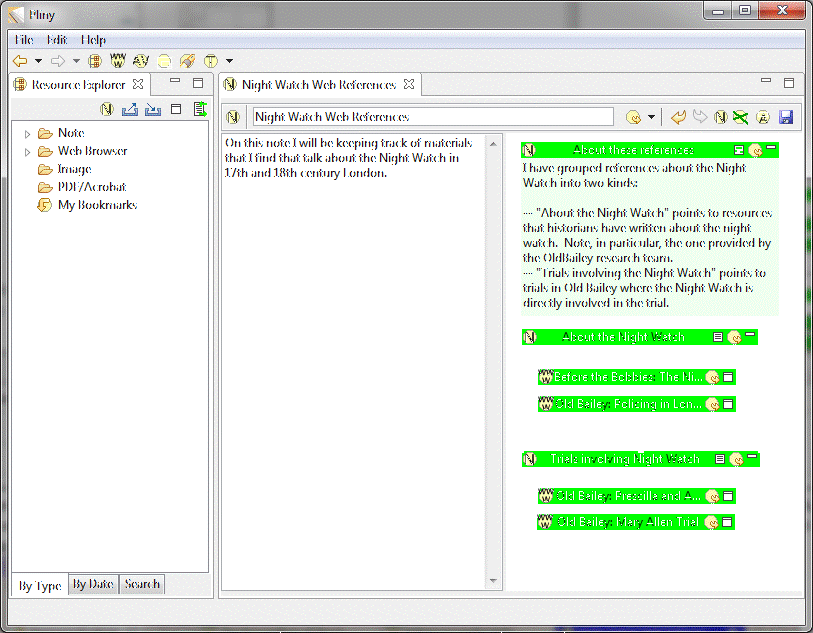 Pliny
File Edit Help
Resource Explorer
Night Watch Web References
Night Watch Web References
Note
Web Browser
Image
PDF/Acrobat
My Bookmarks
By Type By Date Search
On this note I will be keeping track of materials
that I find that talk about the Night Watch in
17th and 18th century London.
About these references
I have grouped references about the Night
Watch into two kinds:
--- "About the Night Watch" points to resources
that historians have written about the night
watch. Note, in particular, the one provided by
the OldBailey research team.
--- "Trials involving the Night Watch" points to
trials in Old Bailey where the Night Watch is
directly involved in the trial.
About the Night Watch
Before the Bobbies: The Ni...
Old Bailey: Policing in Lon...
Trials involving Night Watch
Old Bailey: and A...
Old Bailey: Mary Allen Trial